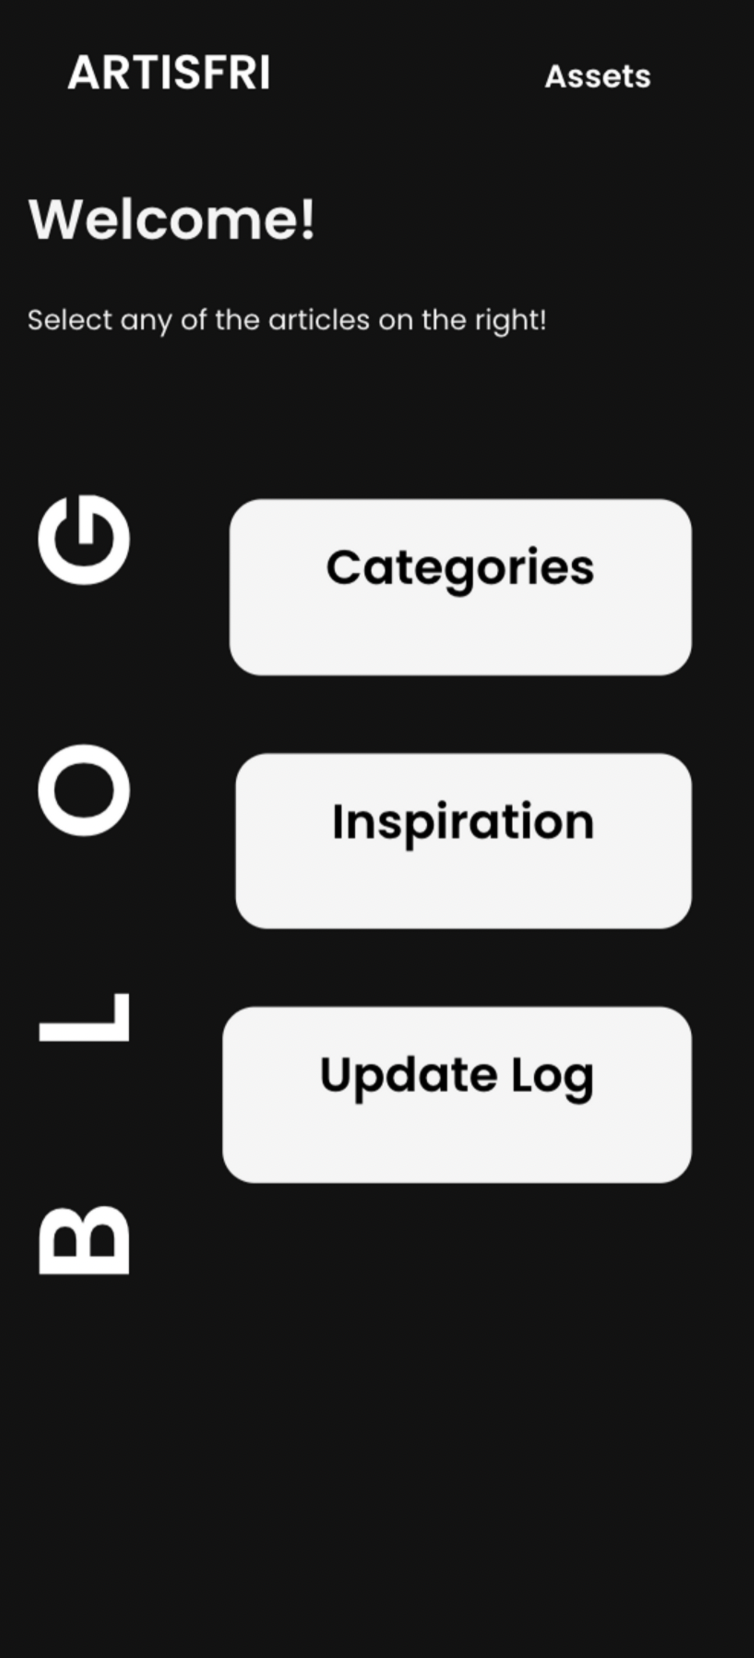 ARTISFRI
Assets
Welcome!
Select any of the articles on the right!
BLOG
Categories
Inspiration
Update Log